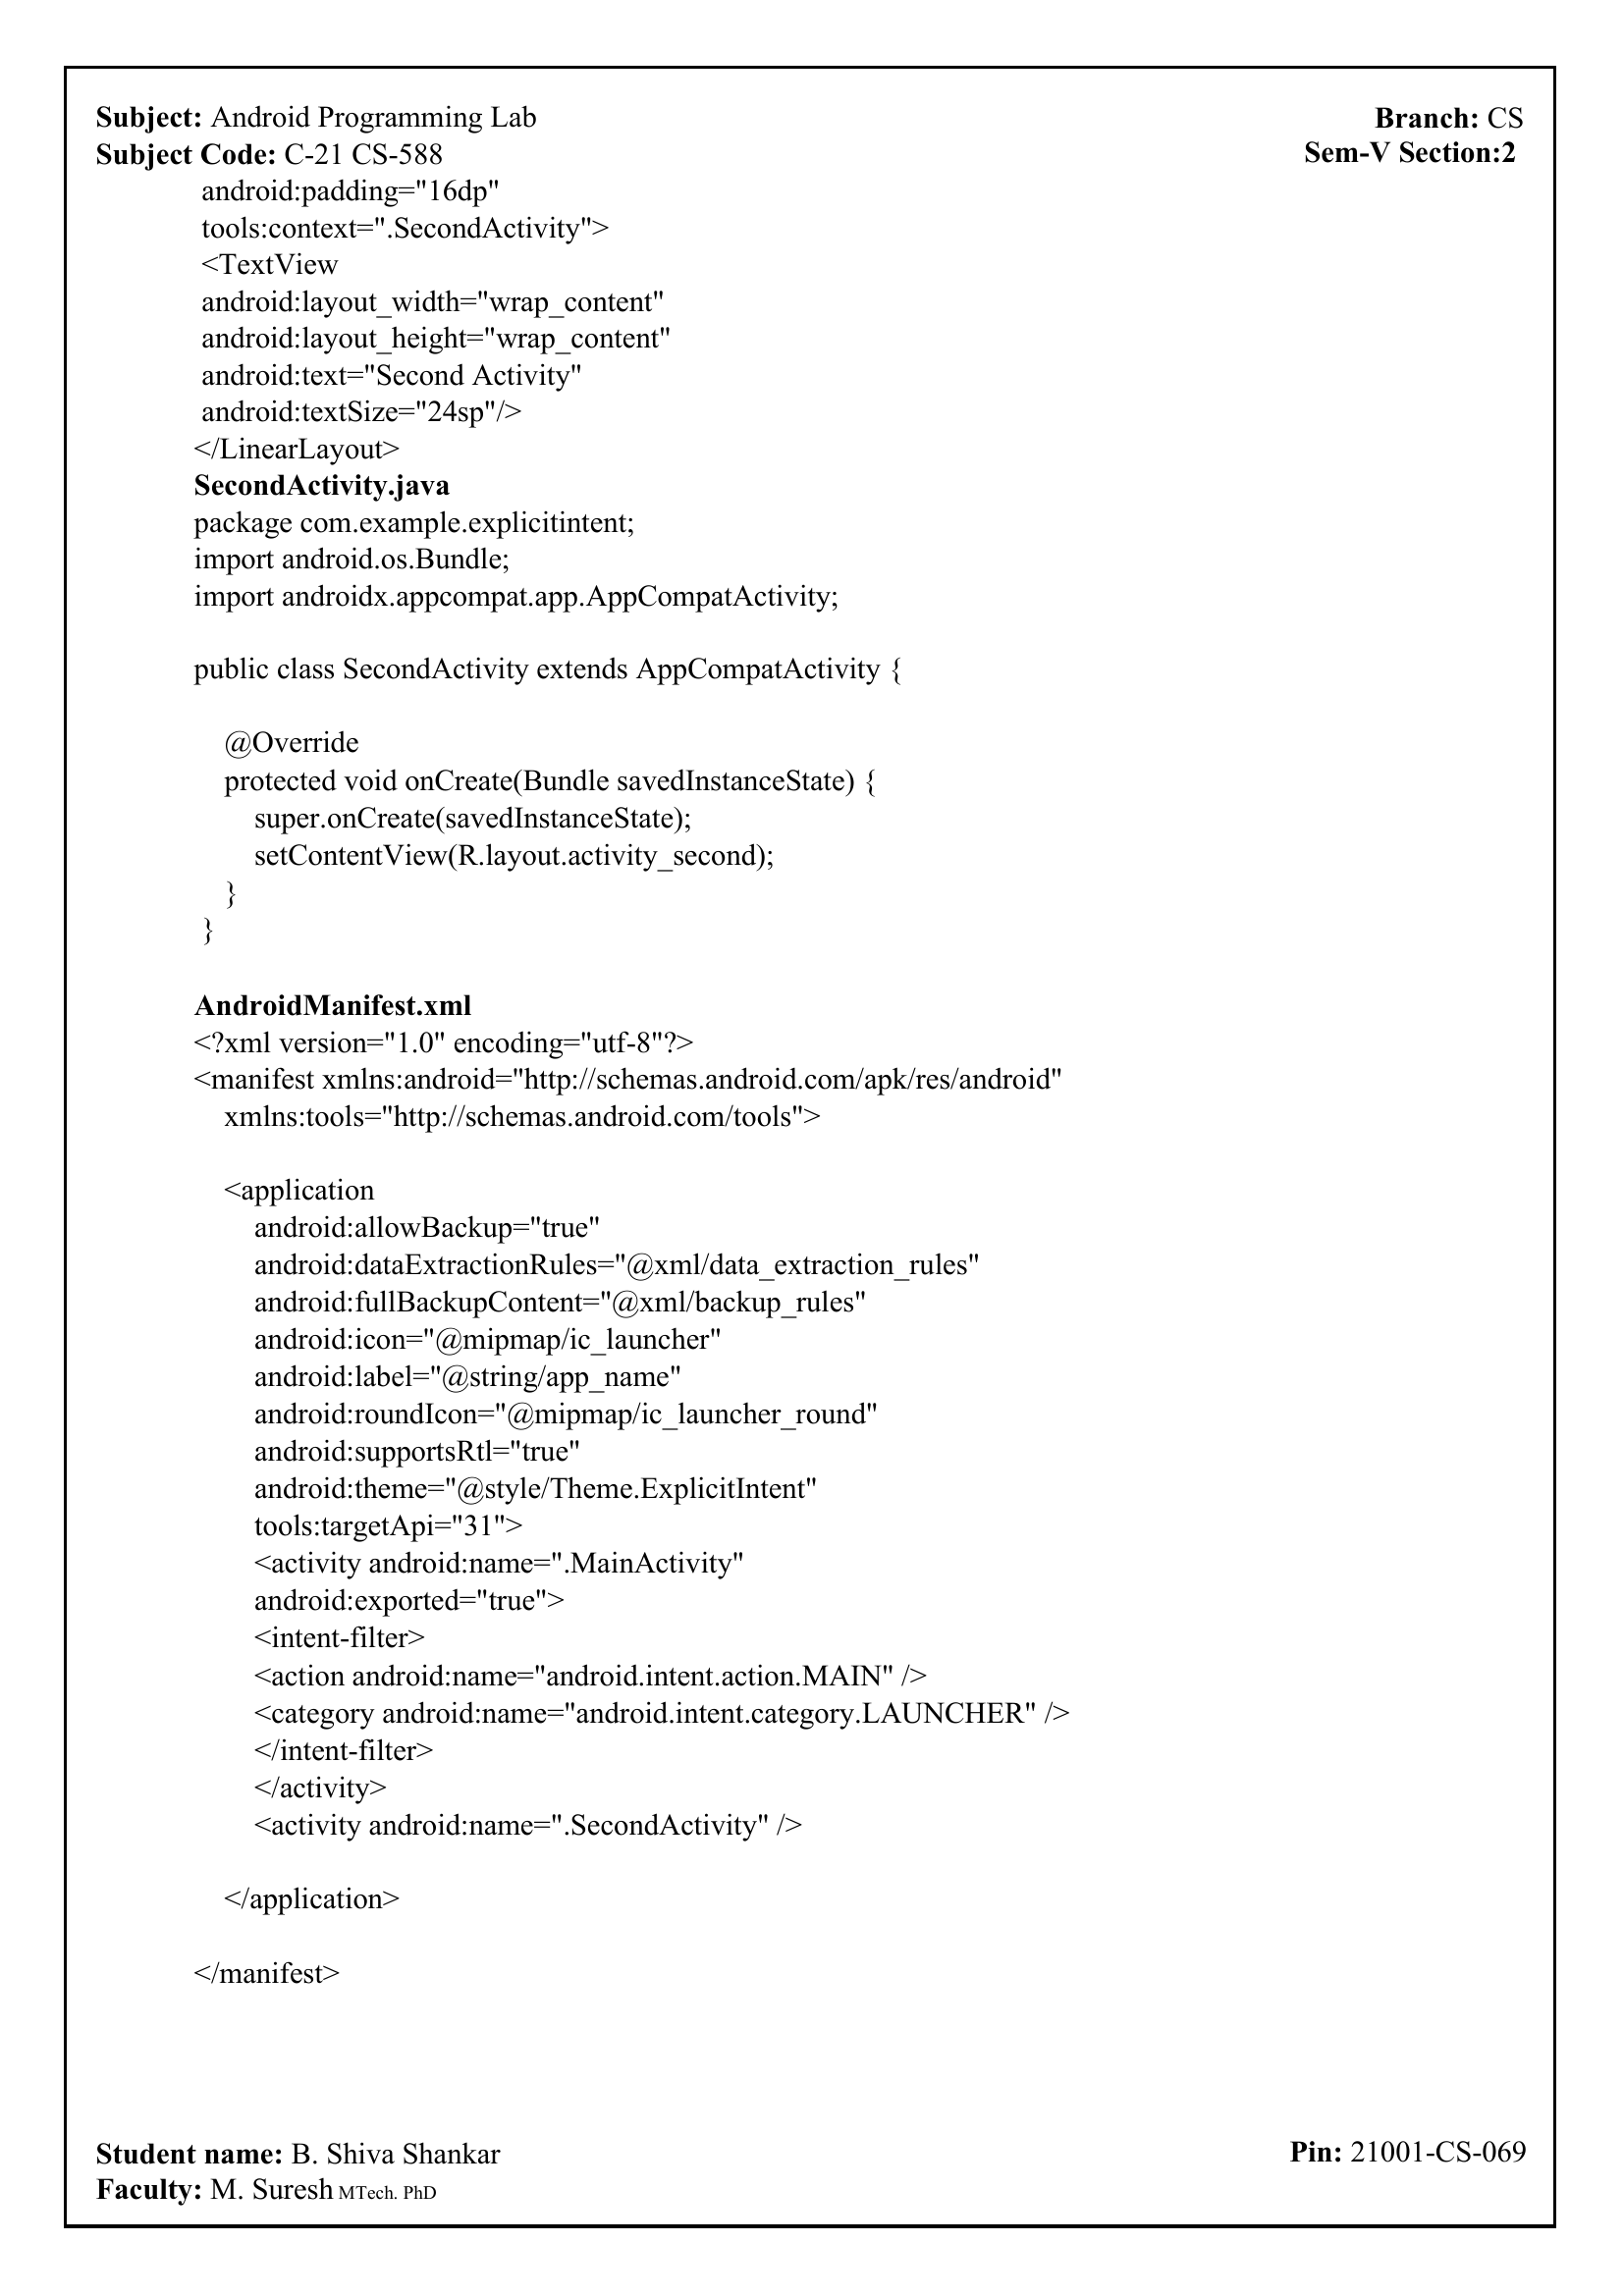 Subject: Android Programming Lab
Branch: CS
Subject Code: C-21 CS-588
Sem-V Section:2
android:padding="16dp"
tools:context=".SecondActivity">
<TextView
android:layout_width="wrap_content"
android:layout_height="wrap_content"
android:text="Second Activity"
android:textSize="24sp"/>
</LinearLayout>
SecondActivity.java
package com.example.explicitintent;
import android.os.Bundle;
import androidx.appcompat.app.AppCompatActivity;
public class SecondActivity extends AppCompatActivity {
@Override
protected void onCreate(Bundle savedInstanceState) {
super.onCreate(savedInstanceState);
setContentView(R.layout.activity_second);
}
}
AndroidManifest.xml
<?xml version="1.0" encoding="utf-8"?>
<manifest xmlns:android="http://schemas.android.com/apk/res/android"
xmlns:tools="http://schemas.android.com/tools">
<application
android:allowBackup="true"
android:dataExtractionRules="@xml/data_extraction_rules"
android:fullBackupContent="@xml/backup_rules"
android:icon="@mipmap/ic_launcher"
android:label="@string/app_name"
android:roundIcon="@mipmap/ic_launcher_round"
android:supportsRtl="true"
android:theme="@style/Theme.ExplicitIntent"
tools:targetApi="31">
<activity android:name=".MainActivity"
android:exported="true">
<intent-filter>
<action android:name="android.intent.action.MAIN" />
<category android:name="android.intent.category.LAUNCHER" />
</intent-filter>
</activity>
<activity android:name=".SecondActivity" />
</application>
</manifest>
Student name: B. Shiva Shankar
Pin: 21001-CS-069
Faculty: M. Suresh MTech. PhD